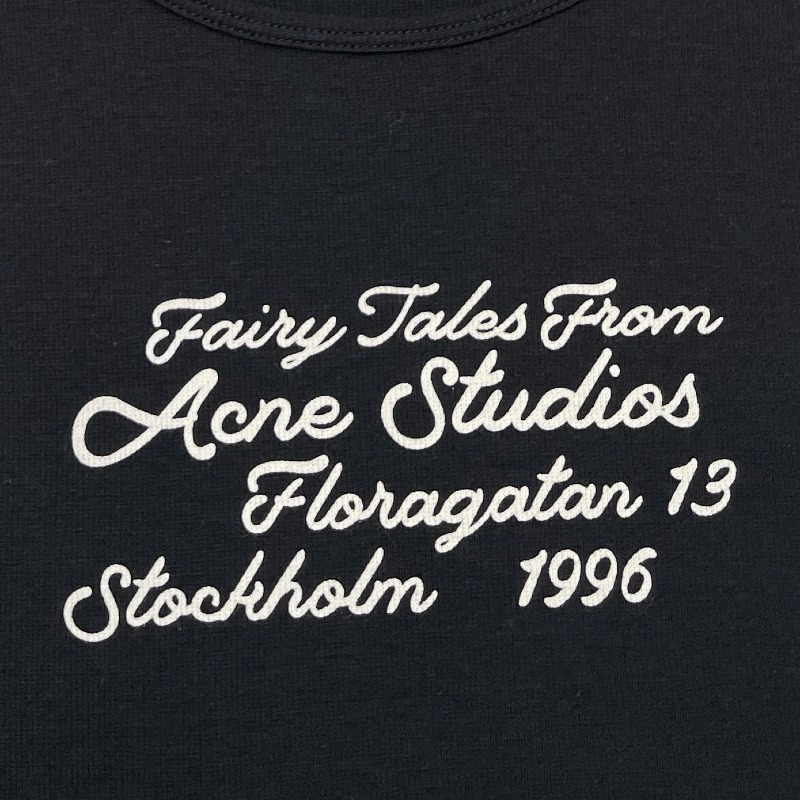 Fairy Tales From
Acne Studios
Floragatan 13
Stockholm 1996